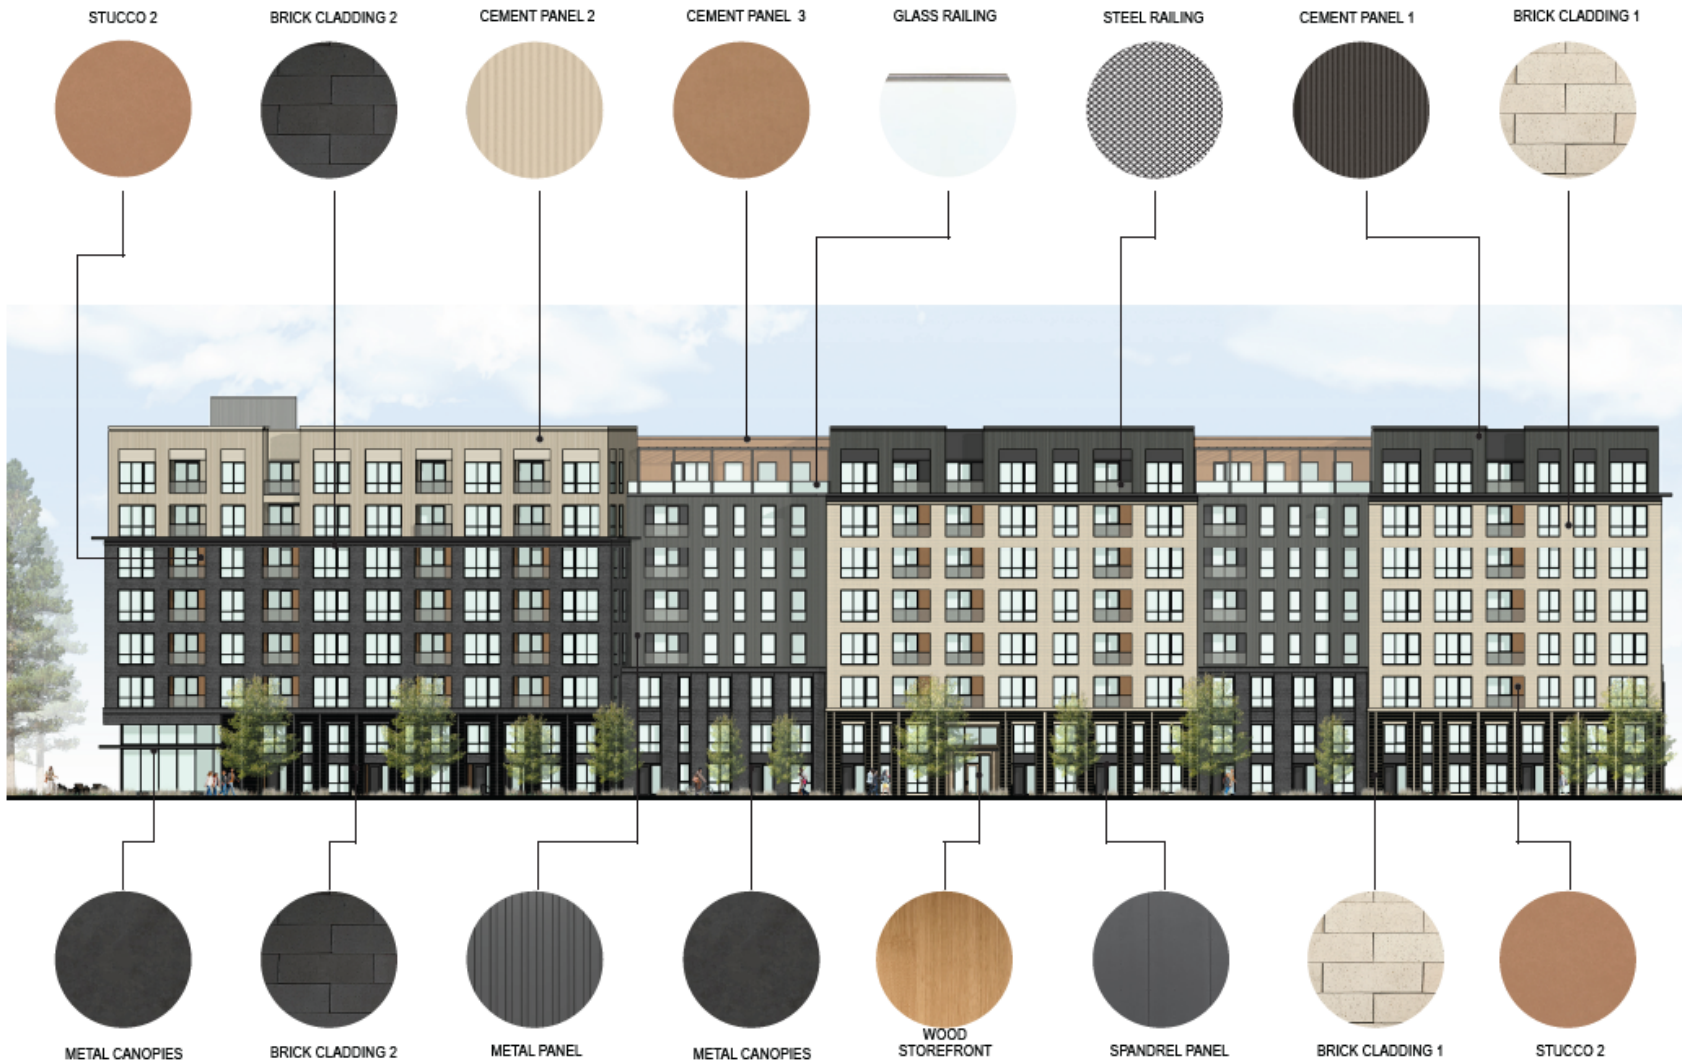 STUCCO 2
BRICK CLADDING 2
CEMENT PANEL 2
CEMENT PANEL 3
GLASS RAILING
STEEL RAILING
CEMENT PANEL 1
BRICK CLADDING 1
METAL CANOPIES
BRICK CLADDING 2
METAL PANEL
METAL CANOPIES
WOOD
STOREFRONT
SPANDREL PANEL
BRICK CLADDING 1
STUCCO 2